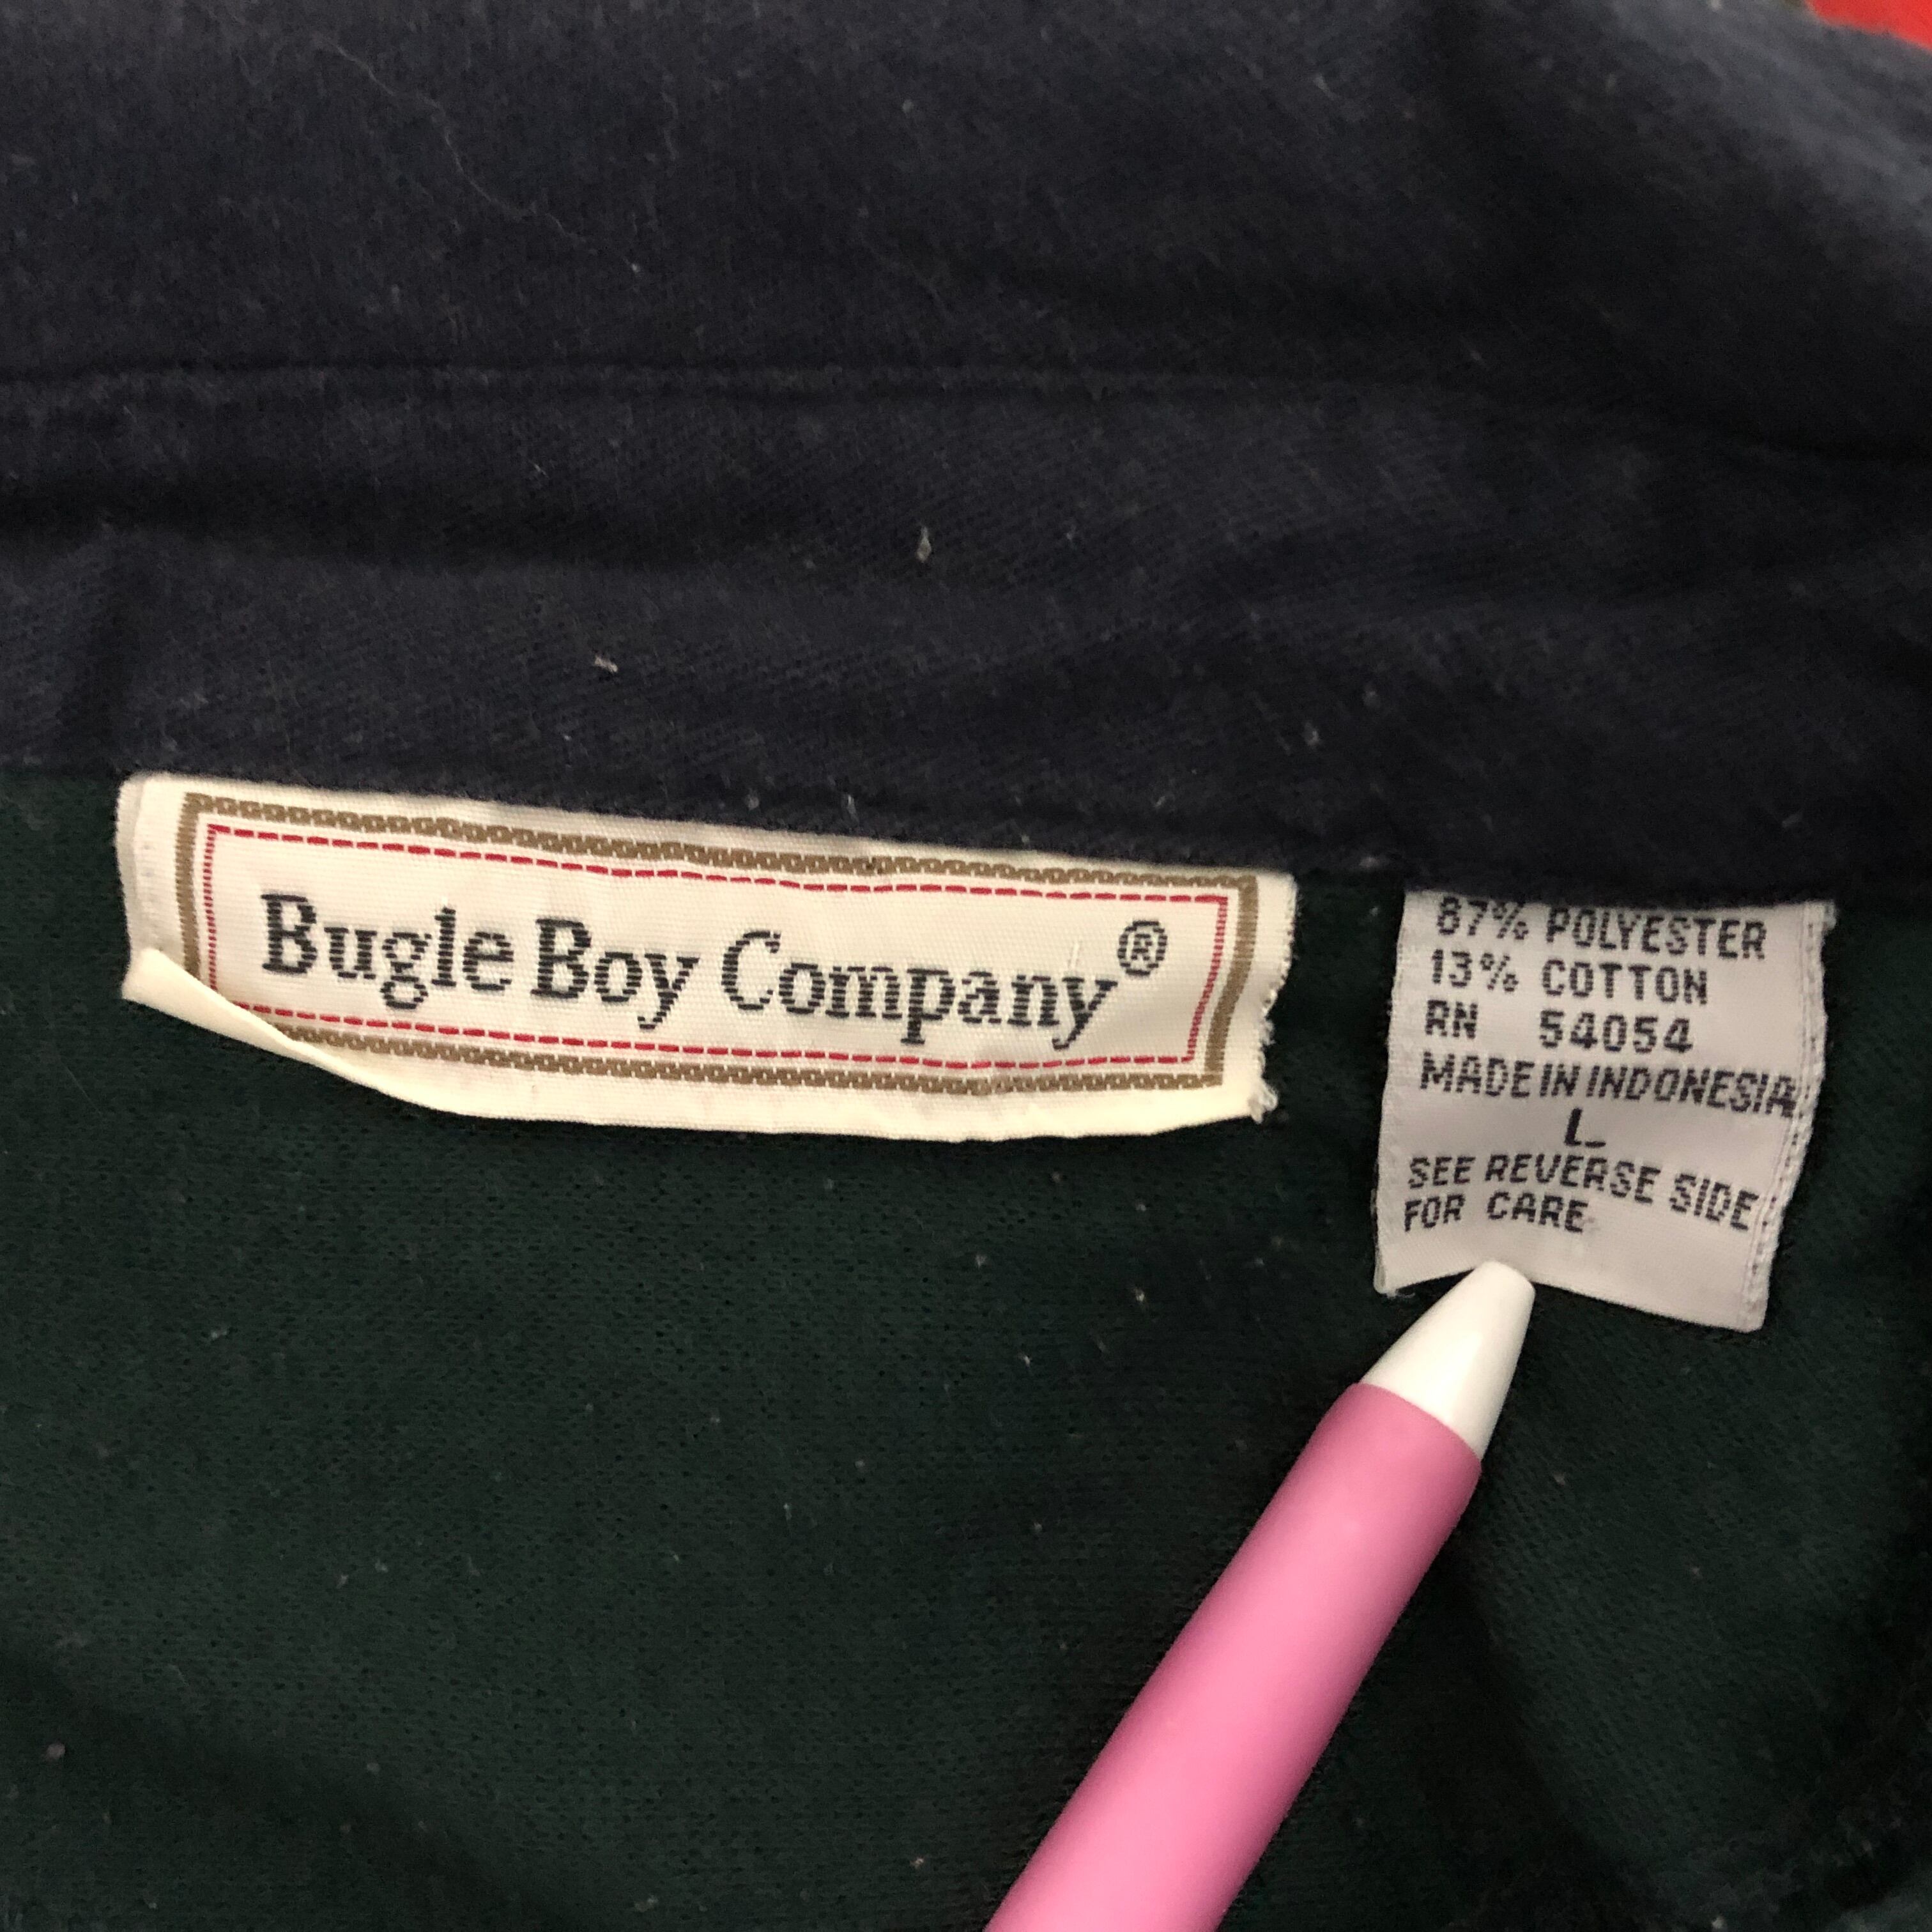 Bugle Boy Company®
87% POLYESTER
13% COTTON
RN 54054
MADE IN INDONESIA
L
SEE REVERSE SIDE
FOR CARE